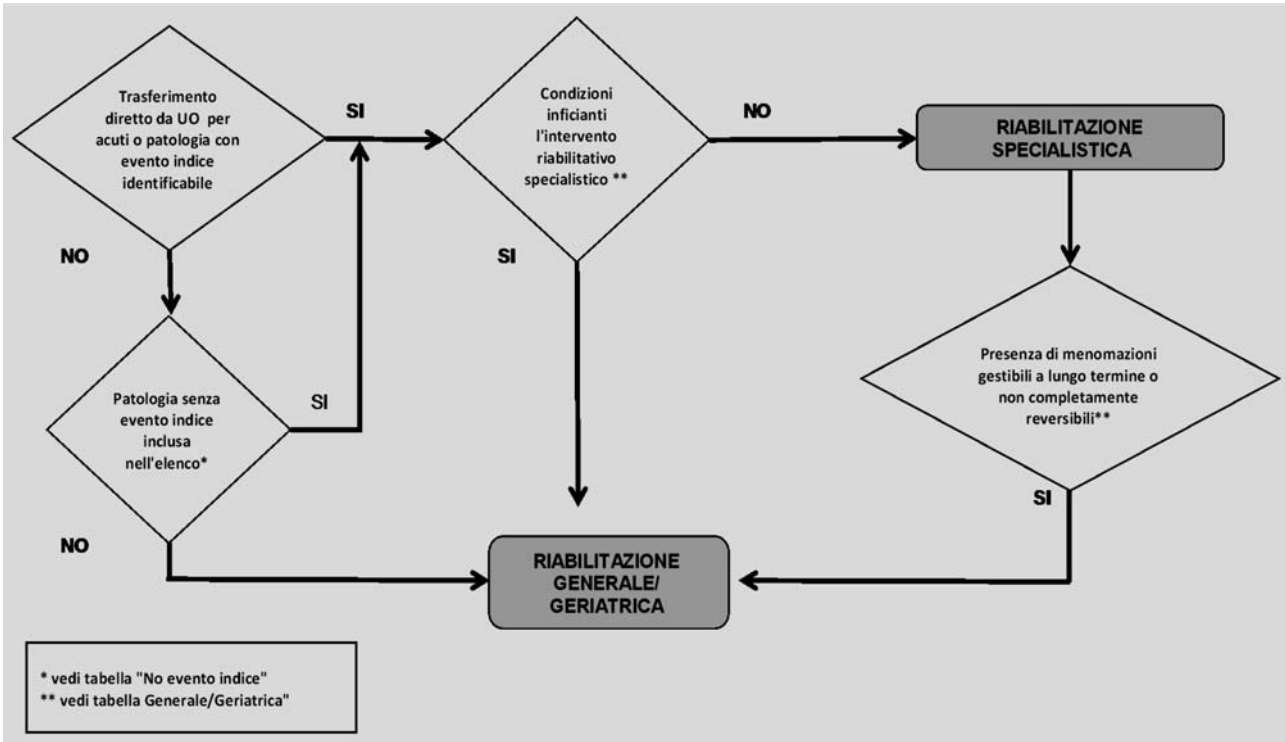 Trasferimento
diretto da UO per
acuti o patologia con
evento indice
identificabile
SI
Condizioni
inficianti
l'intervento
riabilitativo
specialistico **
NO
RIABILITAZIONE
SPECIALISTICA
NO
SI
Patologia senza
evento indice
inclusa
nell'elenco*
SI
Presenza di menomazioni
gestibili a lungo termine o
non completamente
reversibili**
SI
NO
RIABILITAZIONE
GENERALE/
GERIATRICA
* vedi tabella "No evento indice"
** vedi tabella Generale/Geriatrica"